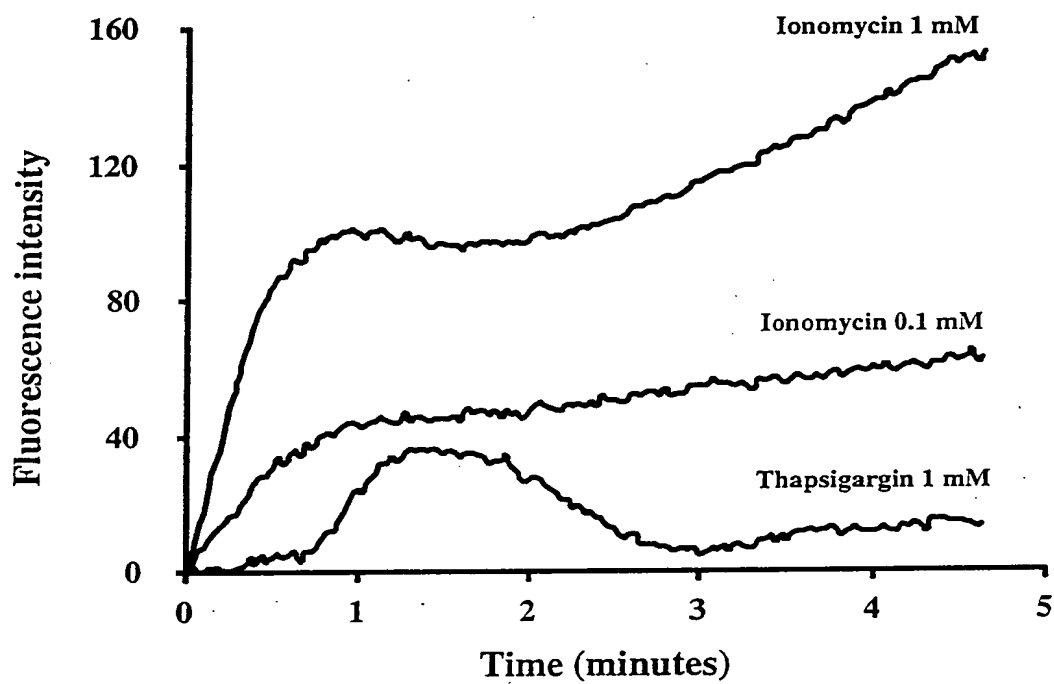 160
Ionomycin 1 mM
120
Fluorescence intensity
80
Ionomycin 0.1 mM
40
Thapsigargin 1 mM
0
0 1 2 3 4 5
Time (minutes)